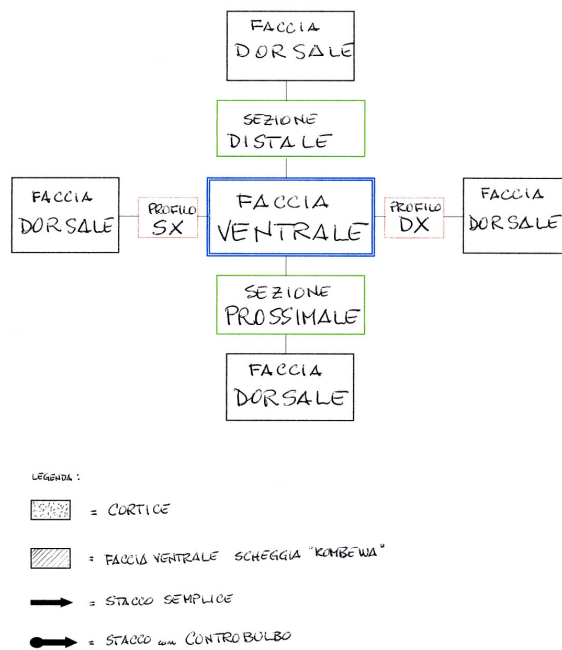 FACCIA
DORSALE
SEZIONE
DISTALE
FACCIA
DORSALE
PROFILO
SX
FACCIA
VENTRALE
PROFILO
DX
FACCIA
DORSALE
SEZIONE
PROSSIMALE
FACCIA
DORSALE
LEGENDA:
= CORTICE
= FACCIA VENTRALE SCHEGGIA "KOMBEWA"
= STACCO SEMPLICE
= STACCO con CONTROBULBO